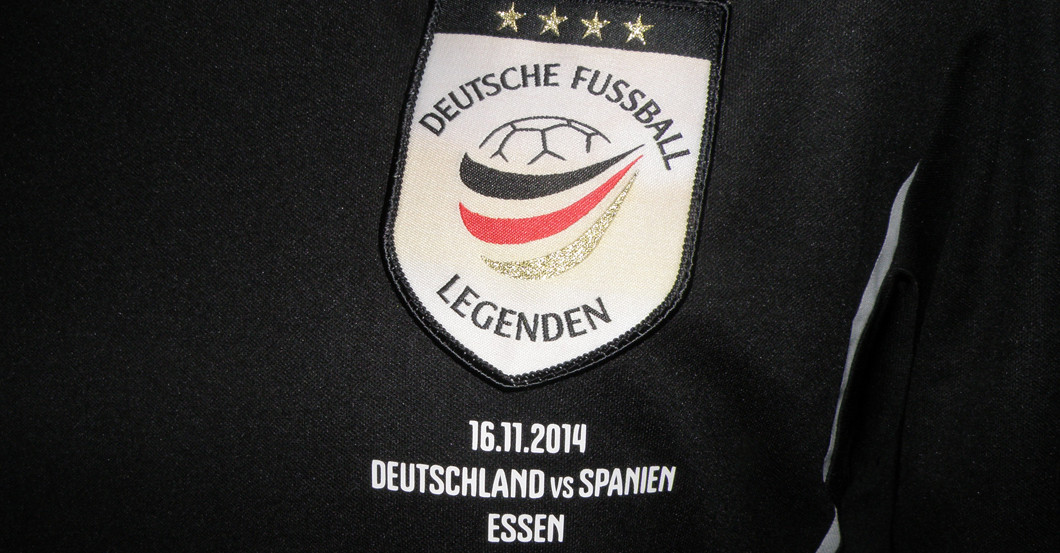 DEUTSCHE FUSSBALL
LEGENDEN
16.11.2014
DEUTSCHLAND VS SPANIEN
ESSEN